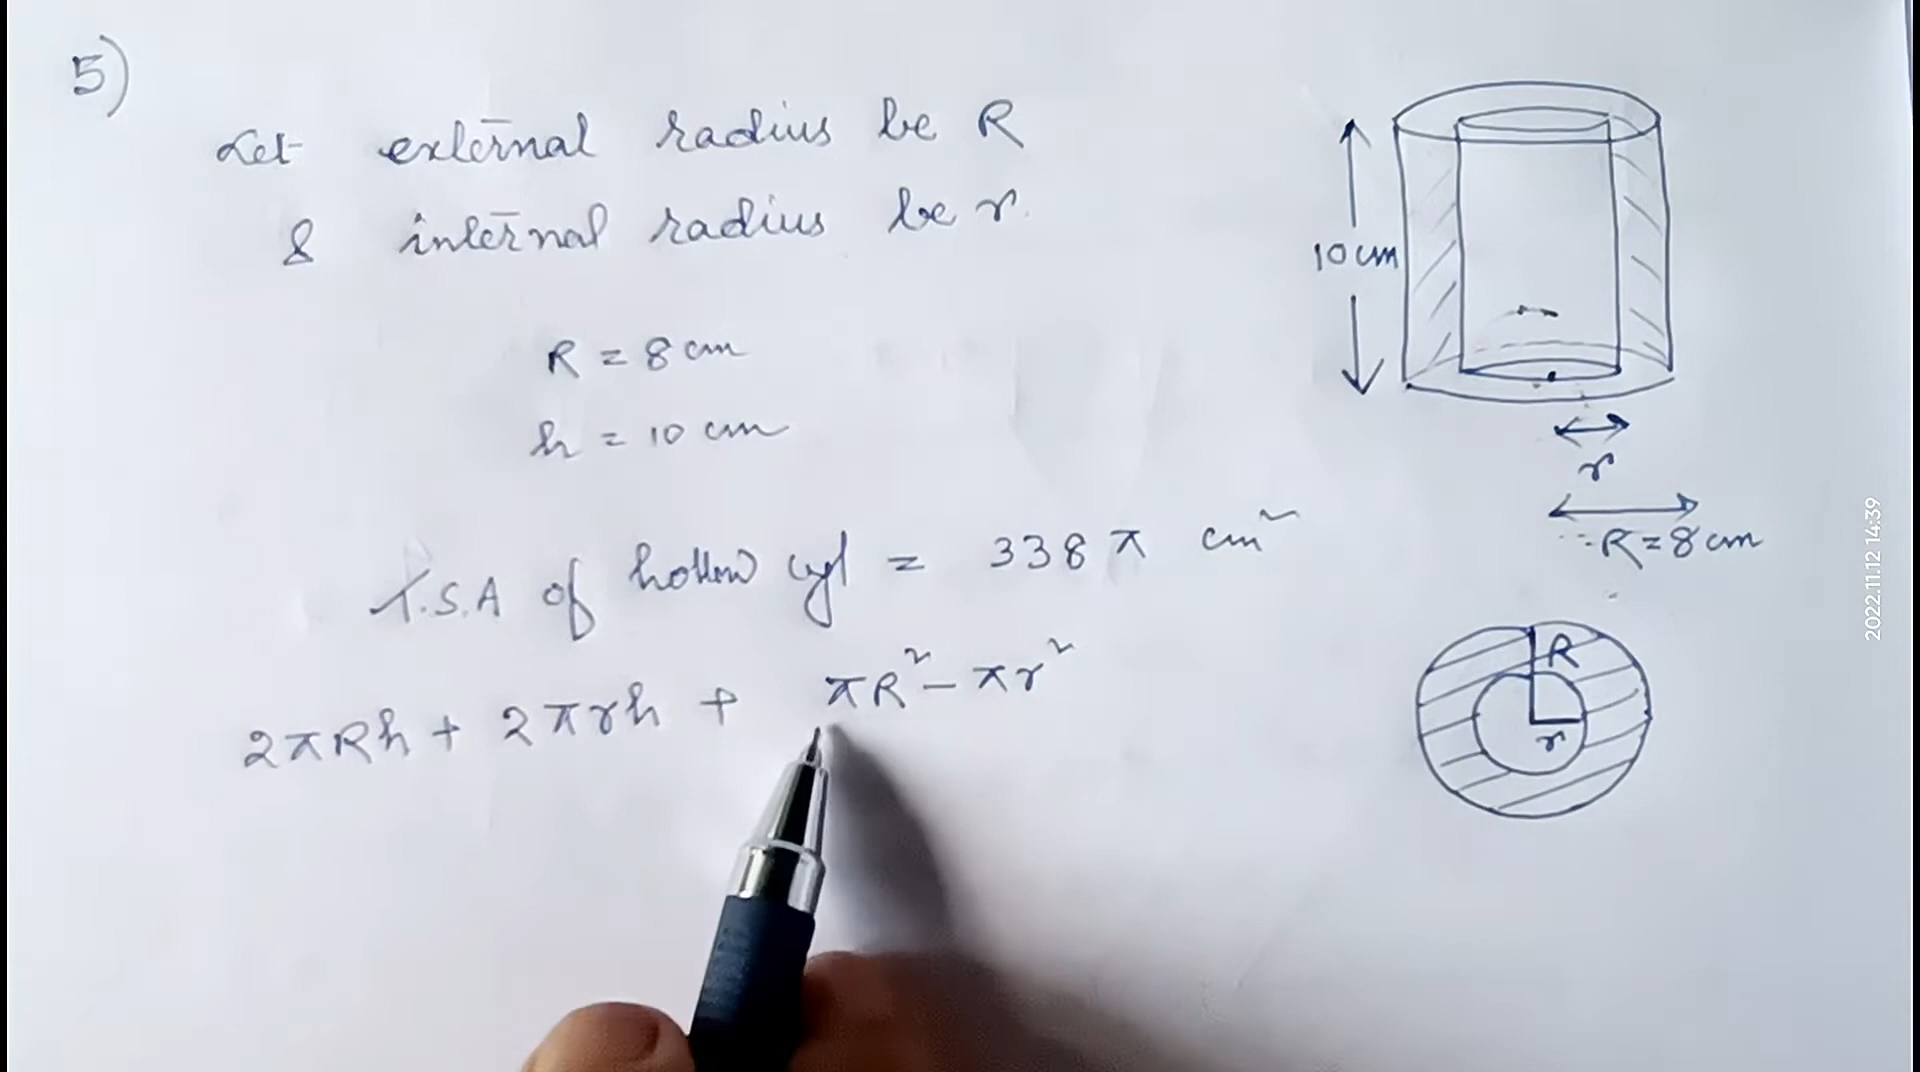 5)
Let external radius be R
& internal radius be r.
R = 8 cm
h = 10 cm
T.S.A of hollow cyl = 338 π cm²
2πRh + 2πrh + πR² - πr²
10 cm
r
R = 8 cm
R
r
2022.11.12 14:39